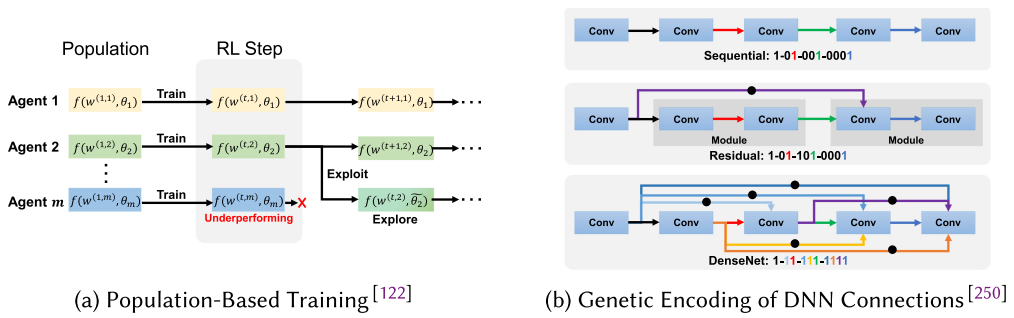 Population RL Step
Agent 1 f(w^(1,1), θ_1) Train f(w^(t,1), θ_1) f(w^(t+1,1), θ_1) ···
Agent 2 f(w^(1,2), θ_2) Train f(w^(t,2), θ_2) f(w^(t+1,2), θ_2) ···
Exploit
Agent m f(w^(1,m), θ_m) Train f(w^(t,m), θ_m) X f(w^(t,2), \widetilde{θ_2}) ···
Underperforming Explore
(a) Population-Based Training [122]
Conv Conv Conv Conv Conv
Sequential: 1-01-001-0001
Conv Conv Conv Conv Conv
Module Module
Residual: 1-01-101-0001
Conv Conv Conv Conv Conv
DenseNet: 1-11-111-1111
(b) Genetic Encoding of DNN Connections [250]